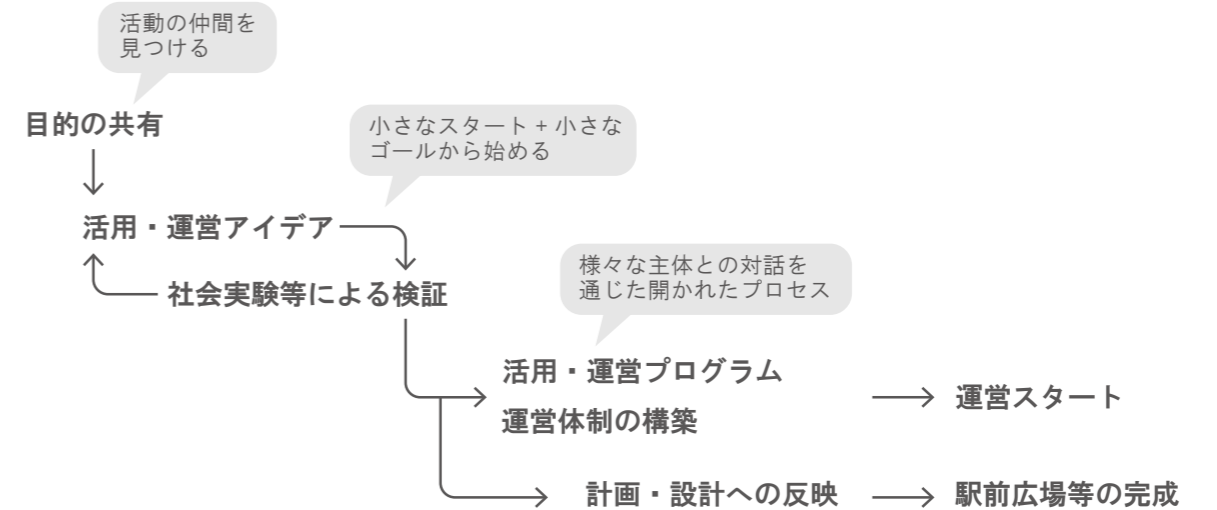 活動の仲間を
見つける
目的の共有
小さなスタート + 小さな
ゴールから始める
活用・運営アイデア
社会実験等による検証
様々な主体との対話を
通じた開かれたプロセス
活用・運営プログラム
運営体制の構築
運営スタート
計画・設計への反映
駅前広場等の完成